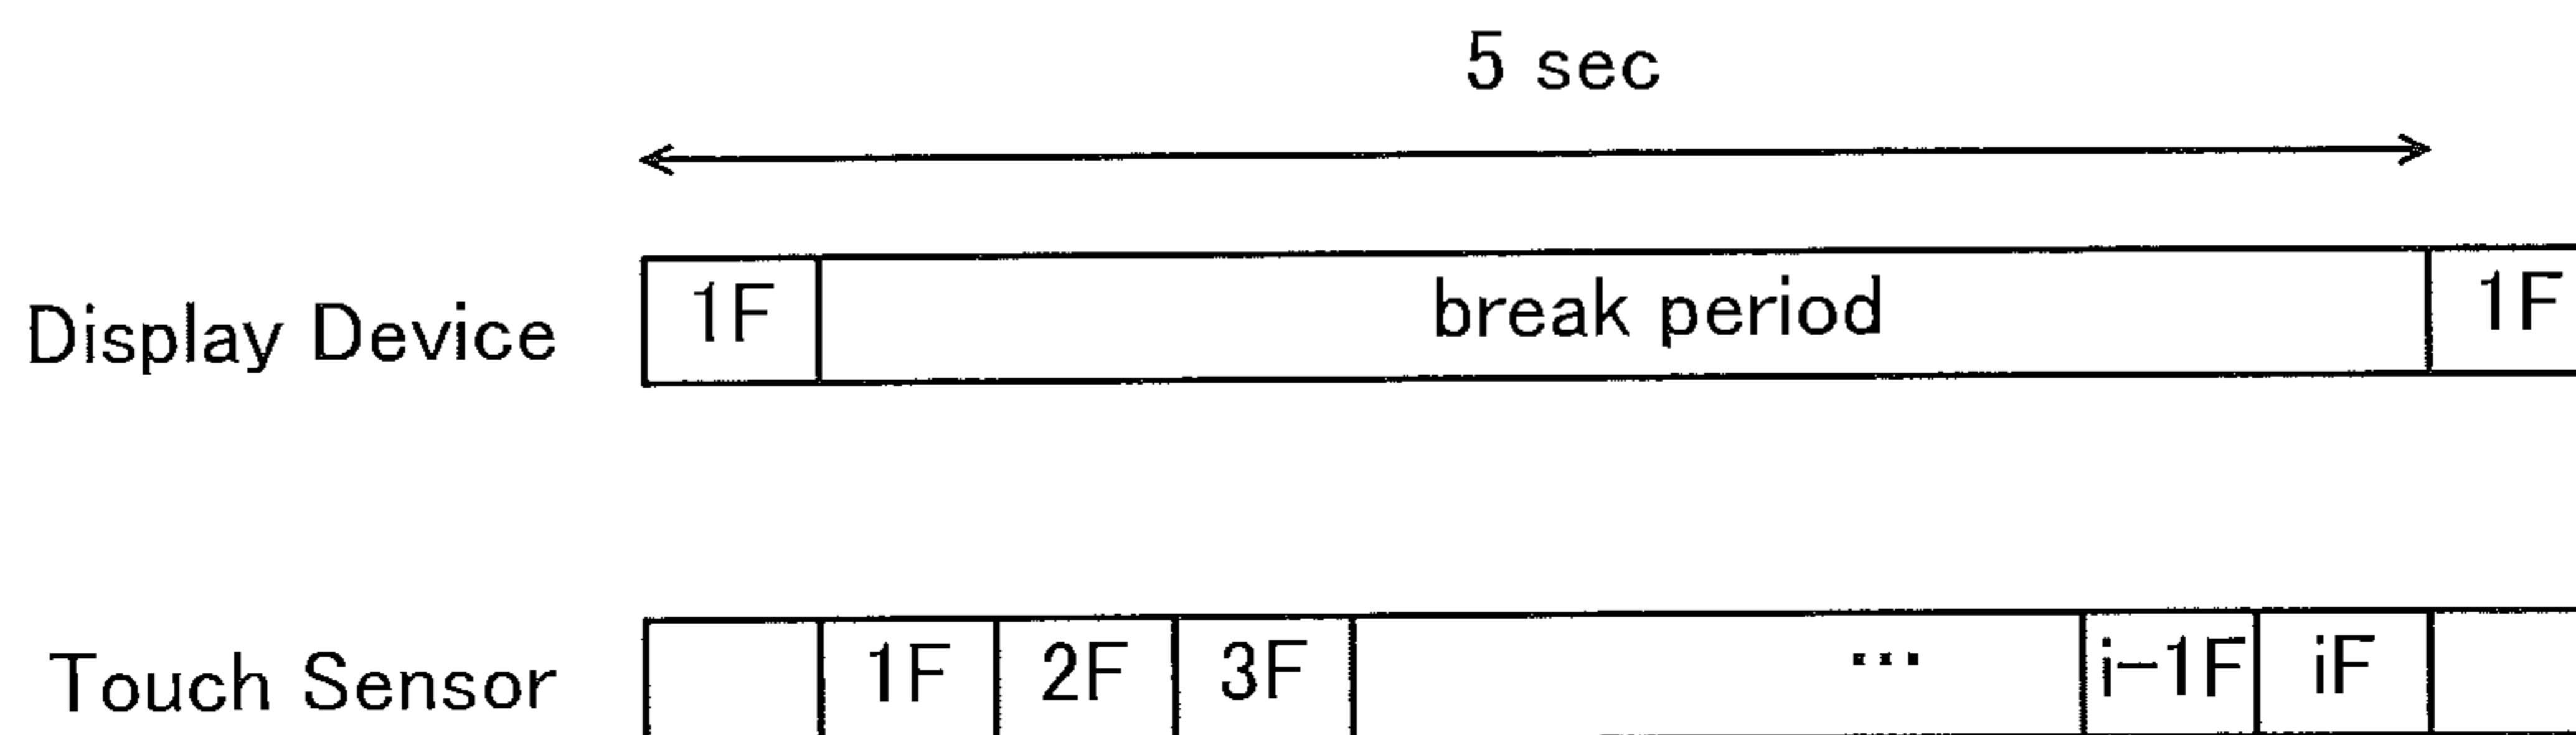 5 sec
Display Device 1F break period 1F
Touch Sensor 1F 2F 3F ... i-1F iF